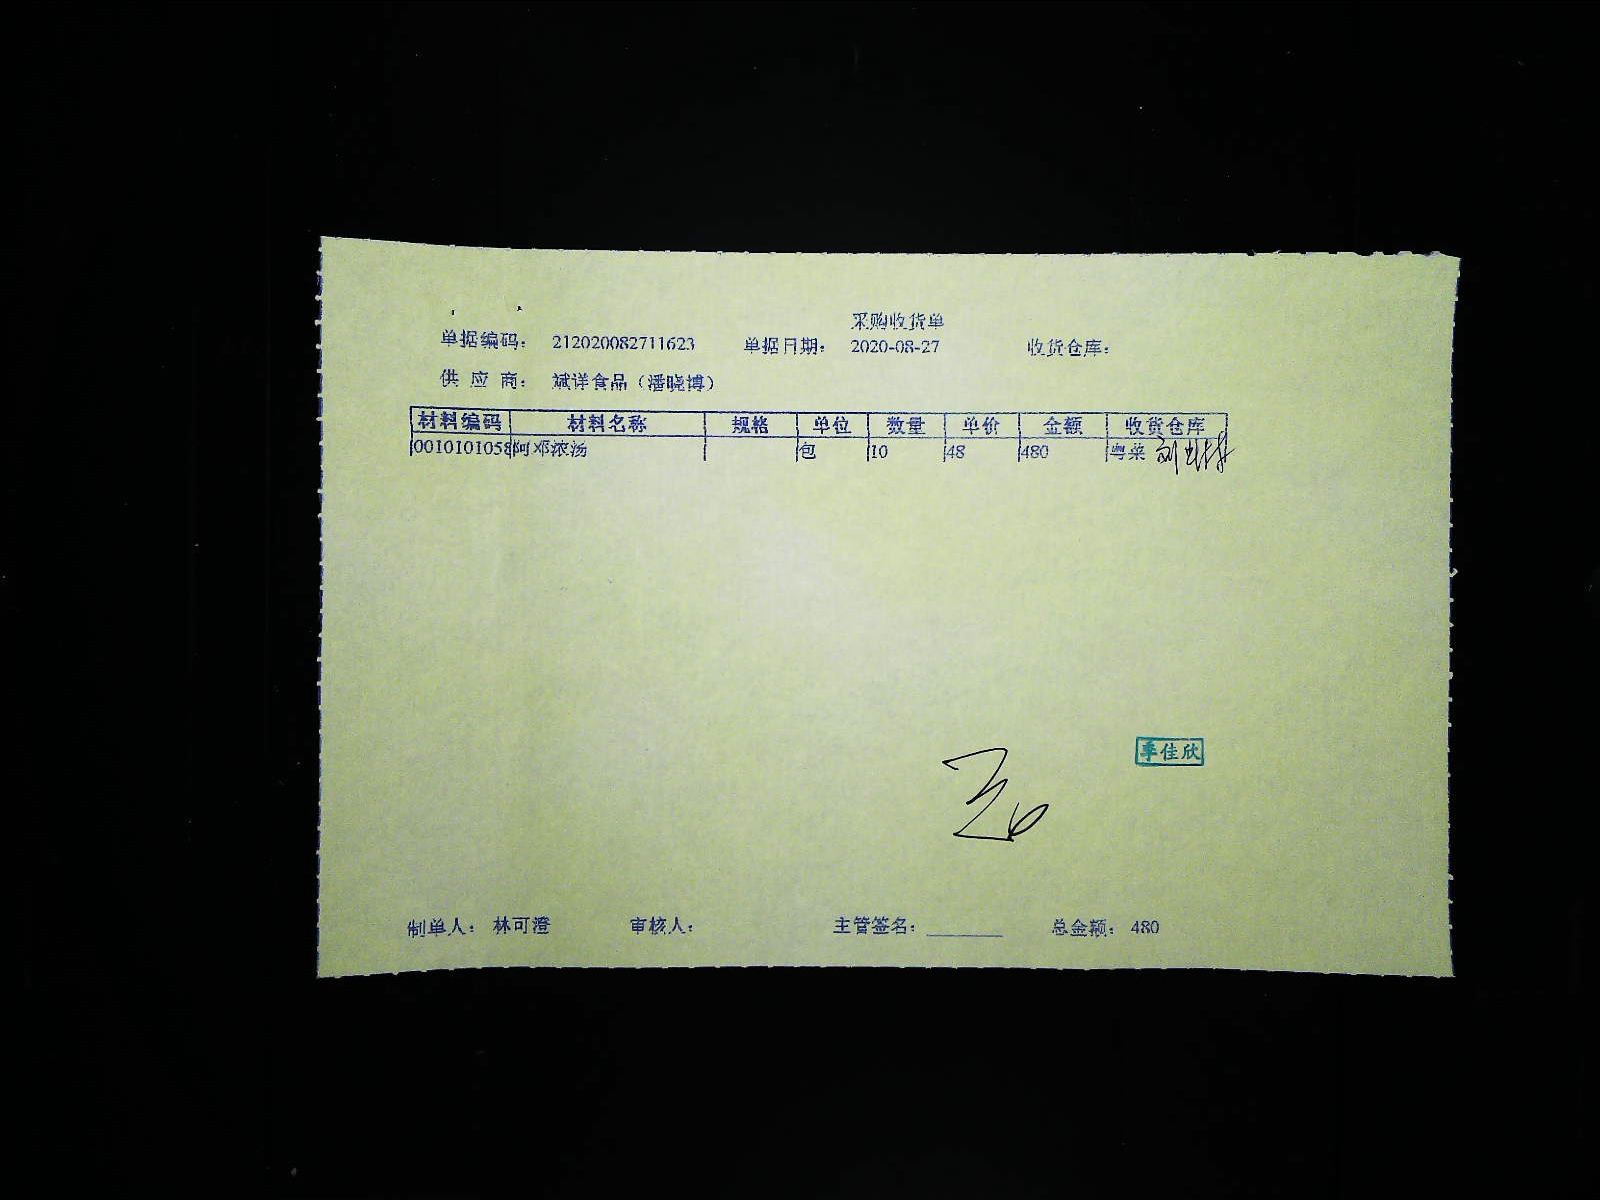 采购收货单
单据编码： 212020082711623 单据日期： 2020-08-27 收货仓库：
供 应 商： 斌详食品（潘晓博）
材料编码 材料名称 规格 单位 数量 单价 金额 收货仓库
0010101058 阿邓浓汤 包 10 48 480 粤菜
季佳欣
制单人： 林可澄 审核人： 主管签名： 总金额： 480